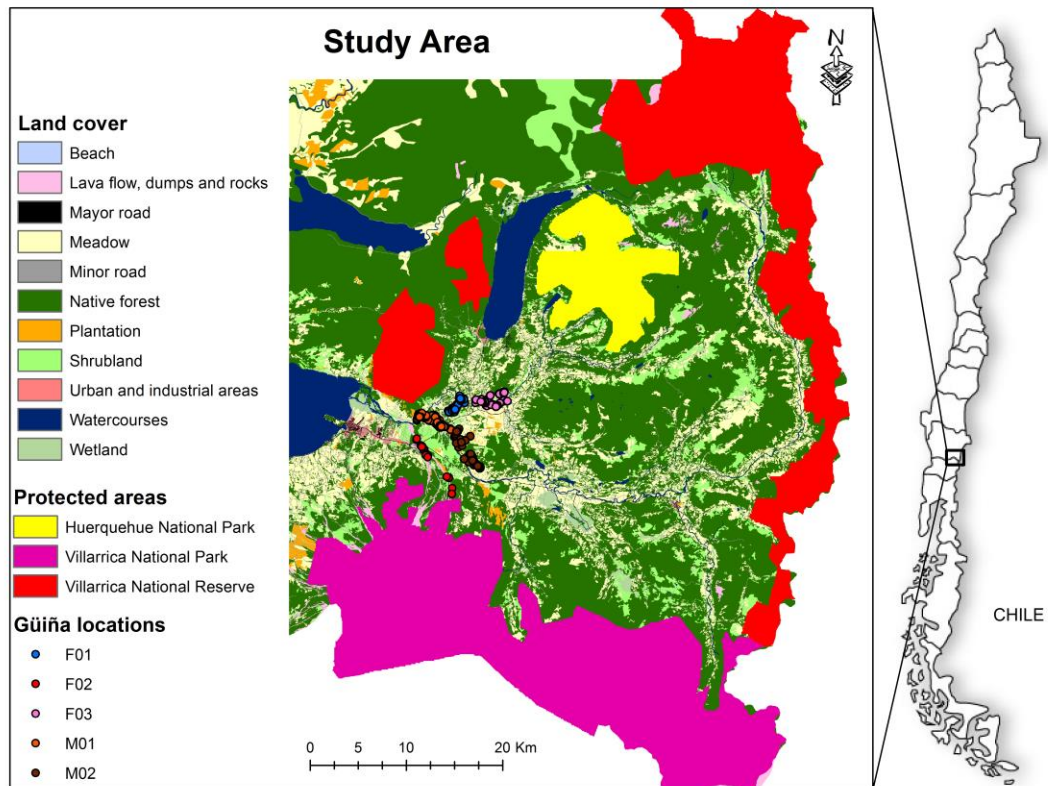 Study Area
N
Land cover
Beach
Lava flow, dumps and rocks
Mayor road
Meadow
Minor road
Native forest
Plantation
Shrubland
Urban and industrial areas
Watercourses
Wetland
Protected areas
Huerquehue National Park
Villarrica National Park
Villarrica National Reserve
Güiña locations
F01
F02
F03
M01
M02
0 5 10 20 Km
CHILE